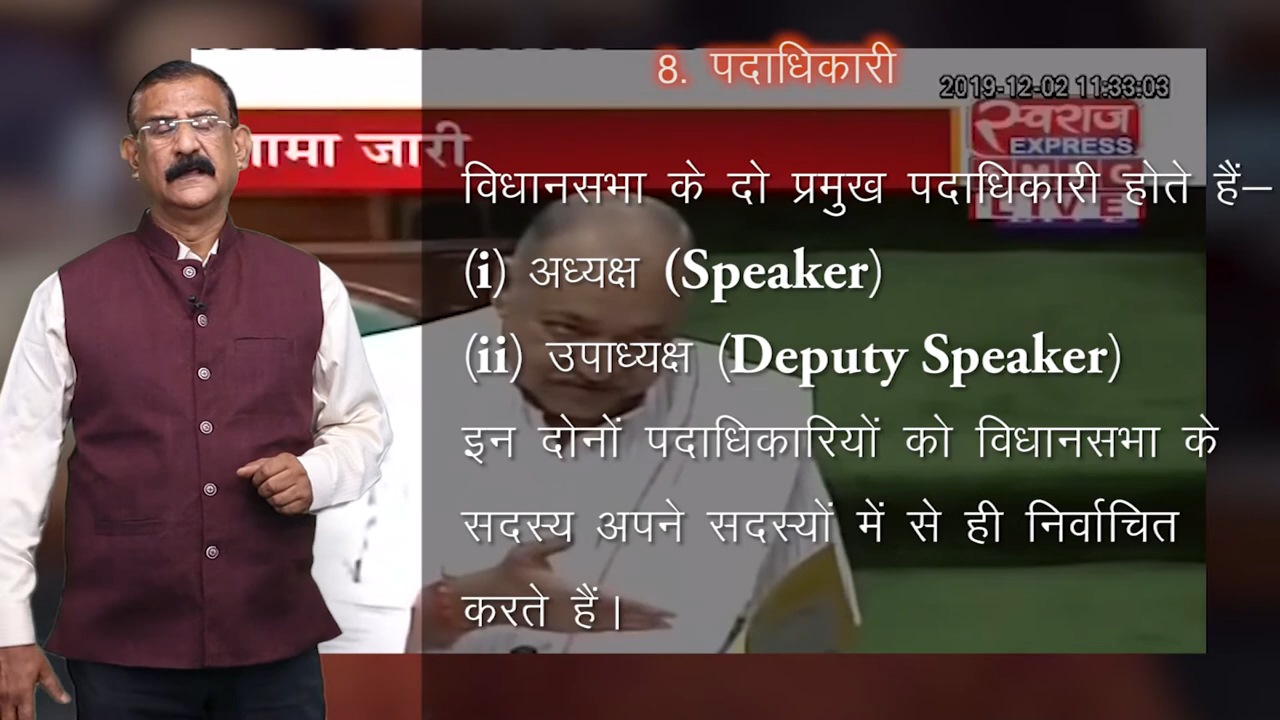 8. पदाधिकारी
2019-12-02 11:33:03
ामा जारी
स्वराज
EXPRESS
LIVE
विधानसभा के दो प्रमुख पदाधिकारी होते हैं–
(i) अध्यक्ष (Speaker)
(ii) उपाध्यक्ष (Deputy Speaker)
इन दोनों पदाधिकारियों को विधानसभा के
सदस्य अपने सदस्यों में से ही निर्वाचित
करते हैं।